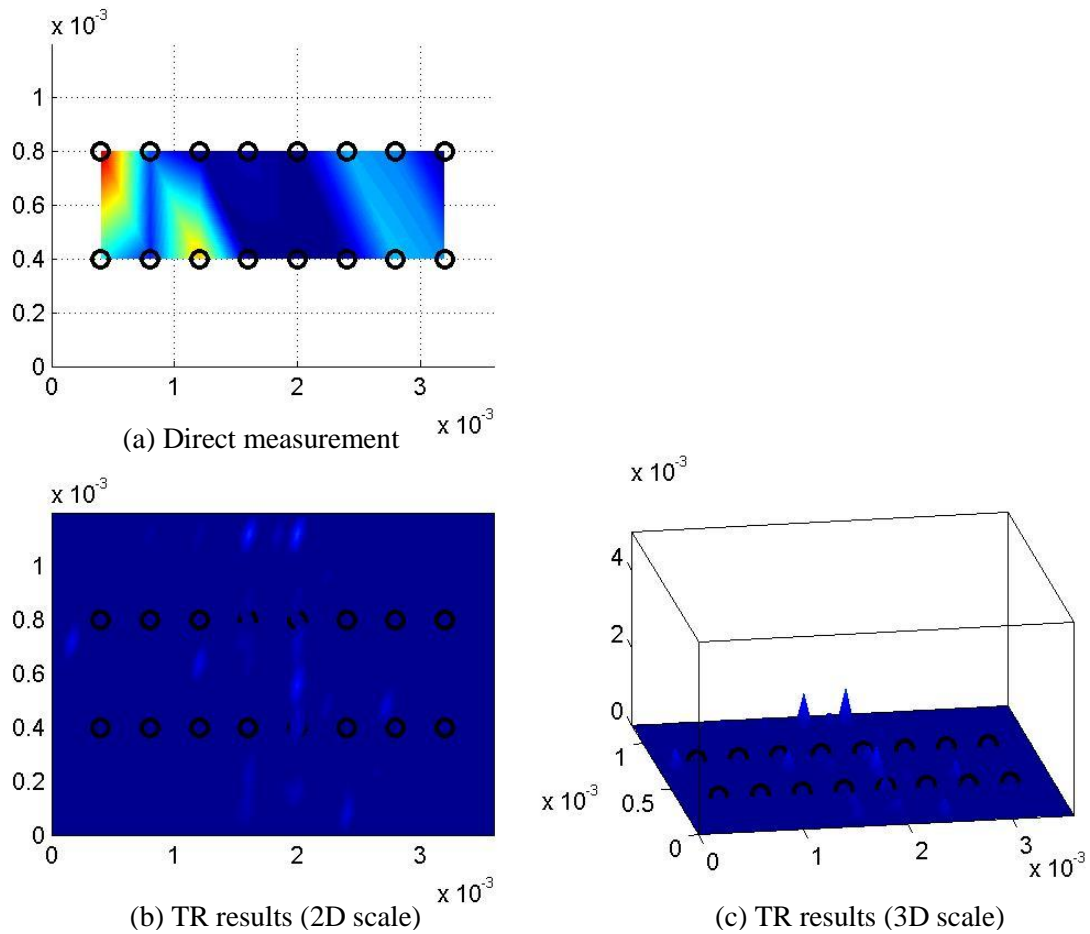 x 10-3
1
0.8
0.6
0.4
0.2
0
0 1 2 3
x 10-3
(a) Direct measurement
x 10-3
1
0.8
0.6
0.4
0.2
0
0 1 2 3
x 10-3
(b) TR results (2D scale)
x 10-3
4
2
0
1
0.5
x 10-3
0
0 1 2 3
x 10-3
(c) TR results (3D scale)